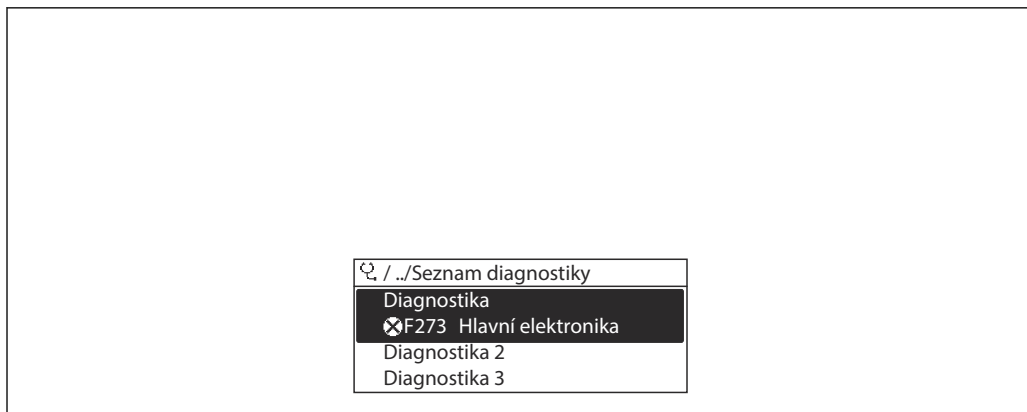 / ../Seznam diagnostiky
Diagnostika
F273 Hlavní elektronika
Diagnostika 2
Diagnostika 3